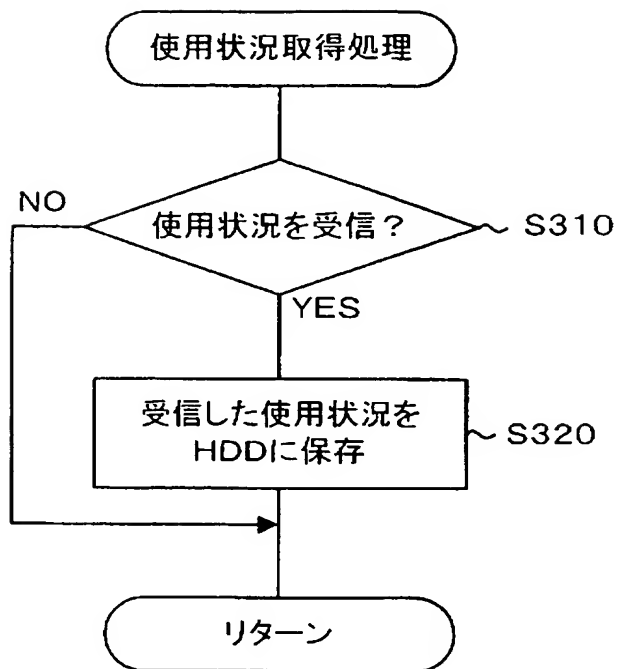 使用状況取得処理
NO
使用状況を受信？
S310
YES
受信した使用状況を
HDDに保存
S320
リターン